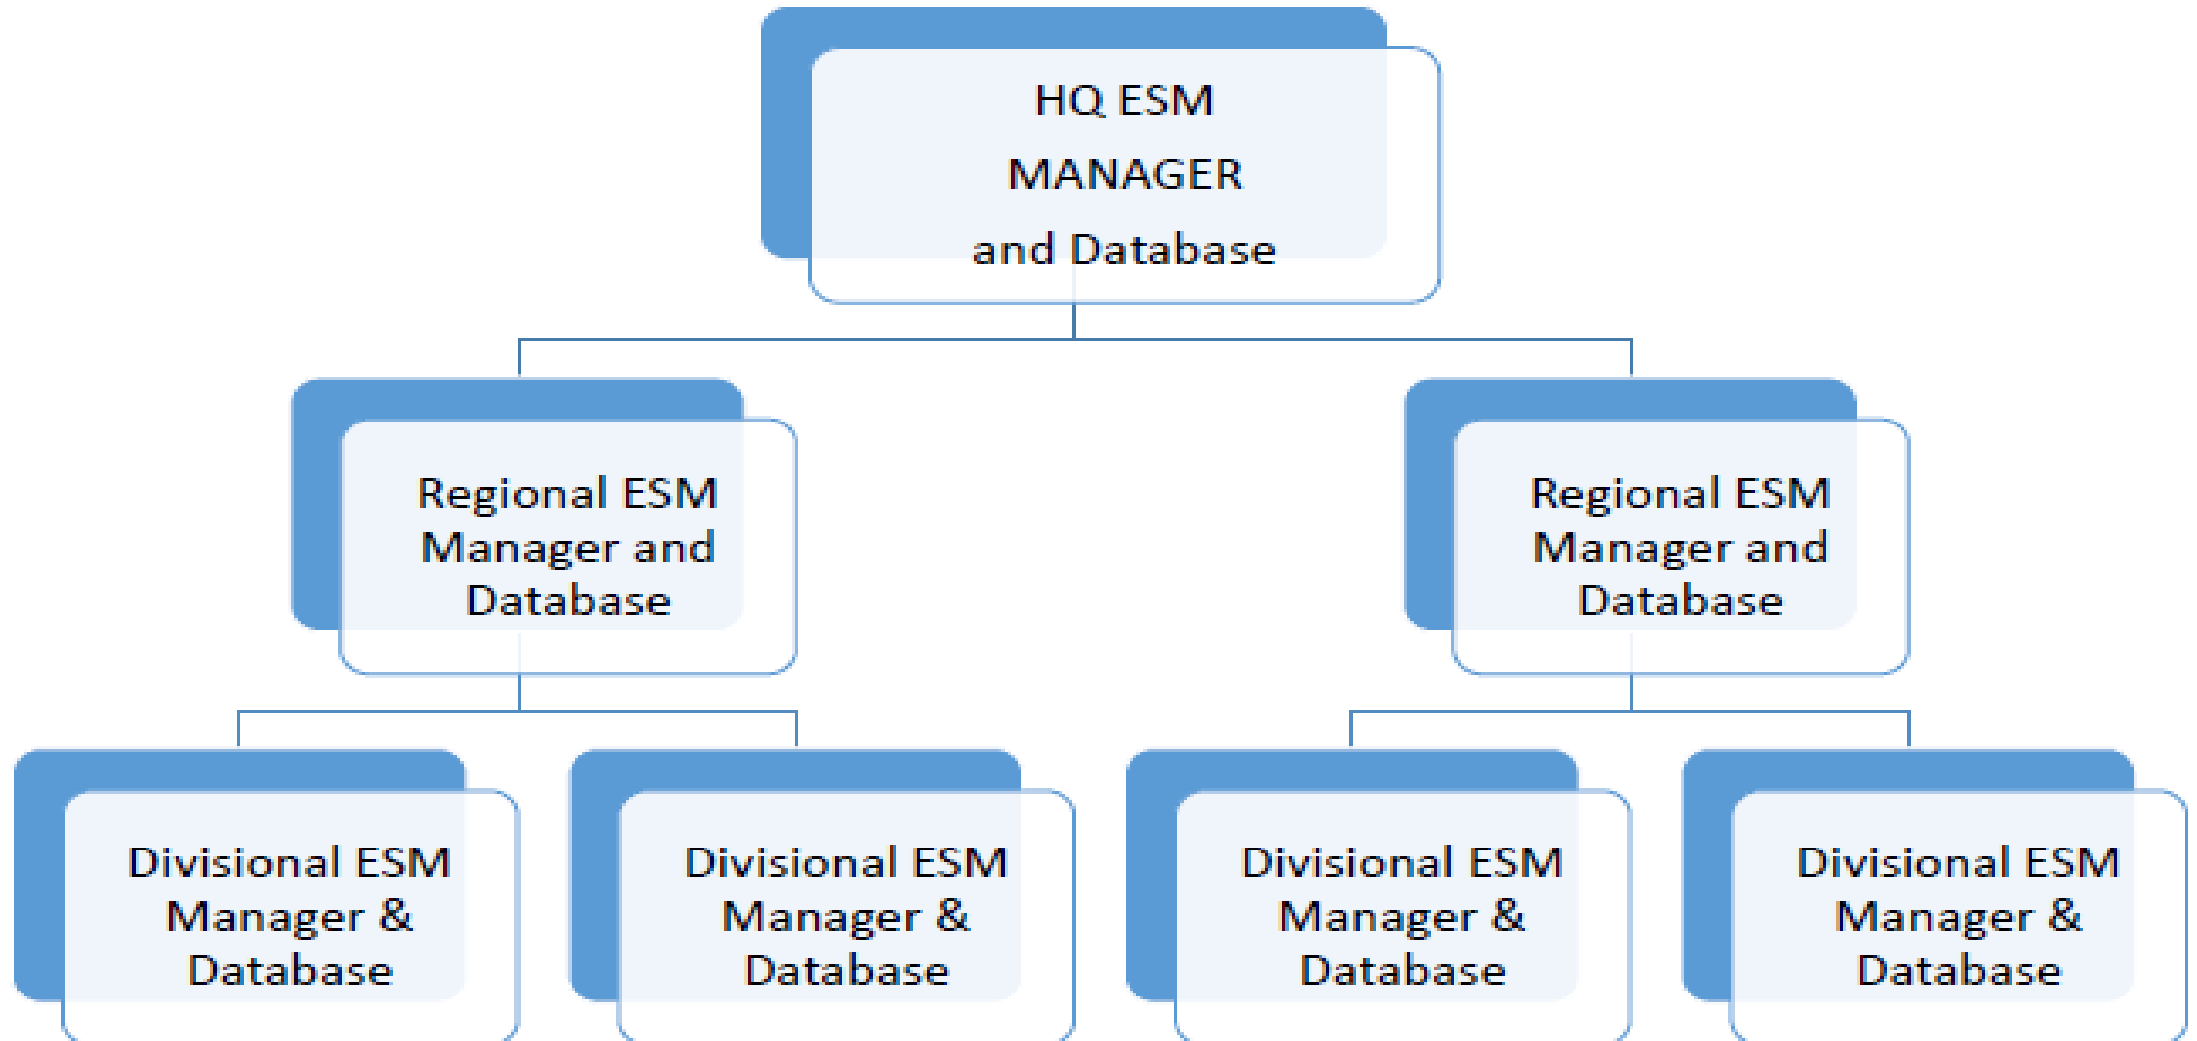 HQ ESM
MANAGER
and Database
Regional ESM
Manager and
Database
Regional ESM
Manager and
Database
Divisional ESM
Manager &
Database
Divisional ESM
Manager &
Database
Divisional ESM
Manager &
Database
Divisional ESM
Manager &
Database